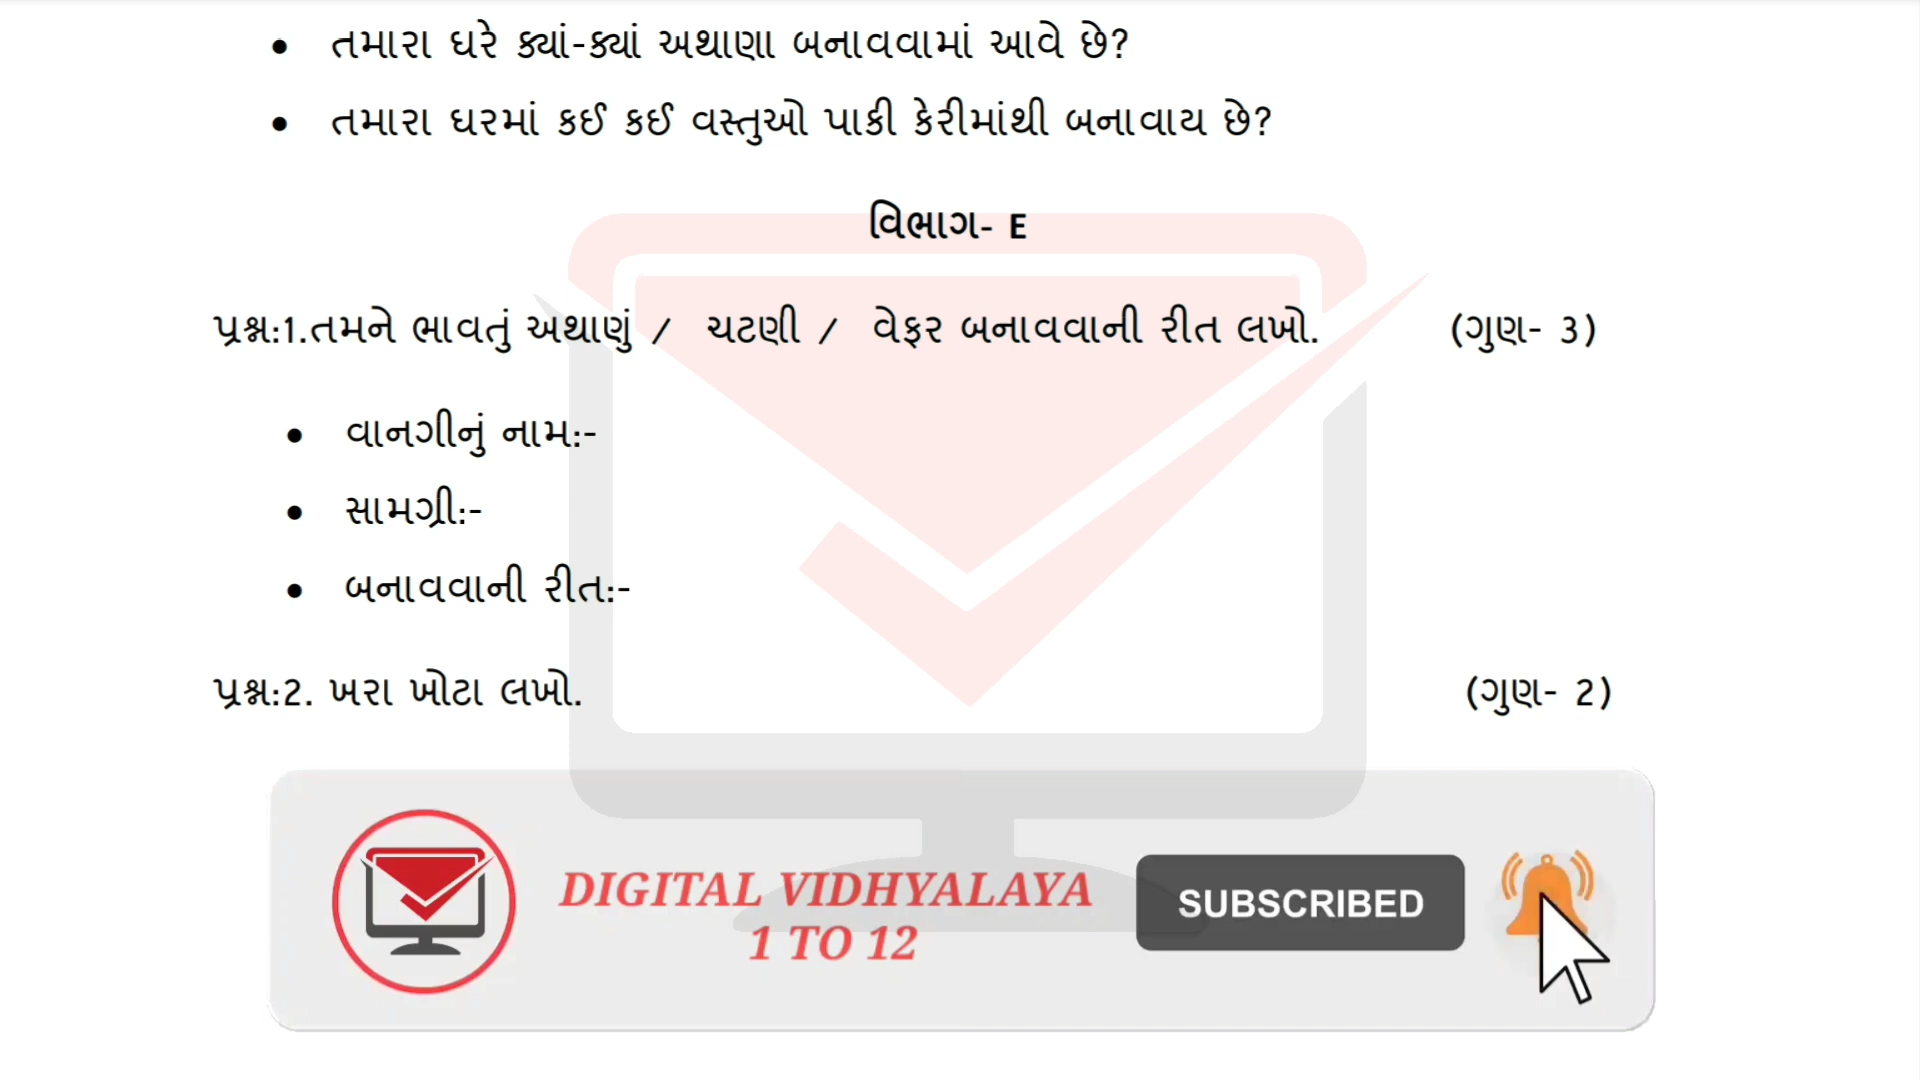 • તમારા ઘરે ક્યાં-ક્યાં અથાણા બનાવવામાં આવે છે?
• તમારા ઘરમાં કઈ કઈ વસ્તુઓ પાકી કેરીમાંથી બનાવાય છે?
વિભાગ- E
પ્રશ્ન:1.તમને ભાવતું અથાણું / ચટણી / વેફર બનાવવાની રીત લખો. (ગુણ- 3)
• વાનગીનું નામ:-
• સામગ્રી:-
• બનાવવાની રીત:-
પ્રશ્ન:2. ખરા ખોટા લખો. (ગુણ- 2)
DIGITAL VIDHYALAYA
1 TO 12
SUBSCRIBED